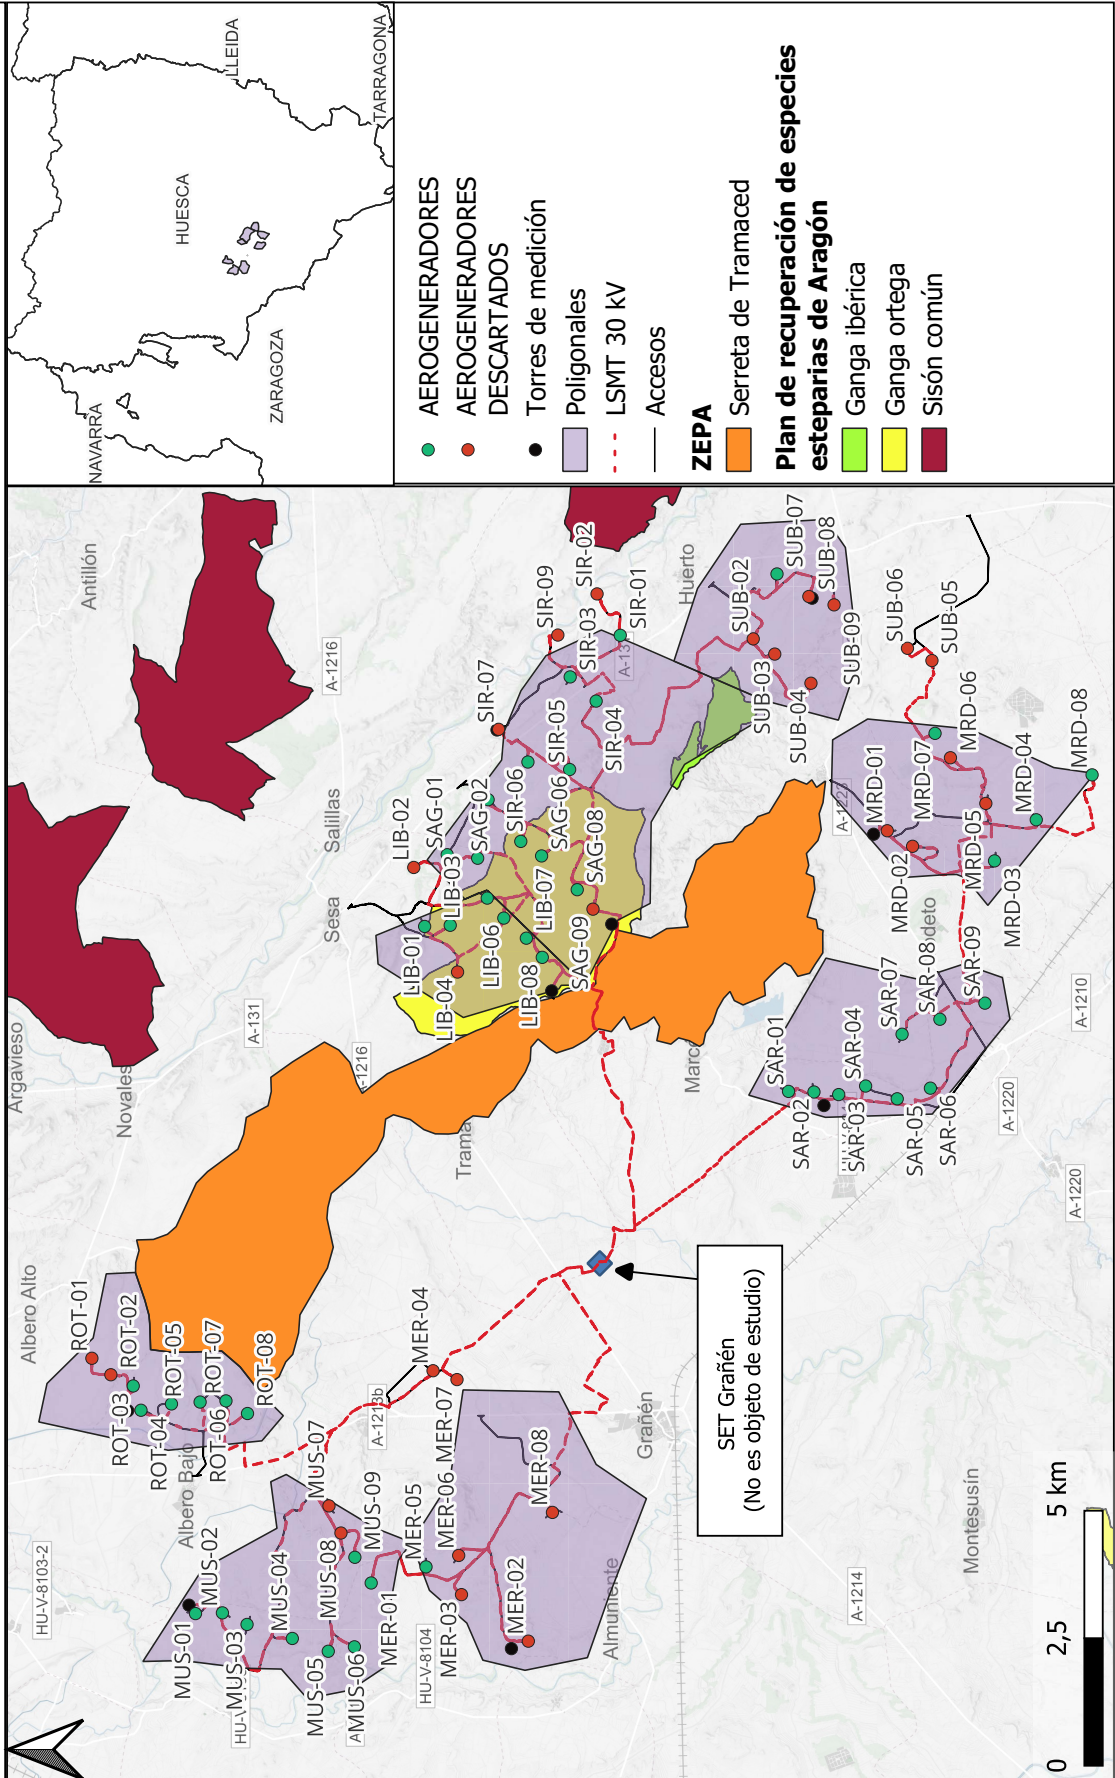 NAVARRA
HUESCA
ZARAGOZA
LLEIDA
TARRAGONA
AEROGENERADORES
AEROGENERADORES
DESCARTADOS
Torres de medición
Poligonales
LSMT 30 kV
Accesos
ZEPA
Serreta de Tramaced
Plan de recuperación de especies
esteparias de Aragón
Ganga ibérica
Ganga ortega
Sisón común
HU-V-8103-2
Albero Alto
Argavieso
Novales
Antillón
A-131
A-1216
A-1216
Salillas
Sesa
Albero Bajo
ROT-01
ROT-02
ROT-03
ROT-04
ROT-05
ROT-06
ROT-07
ROT-08
MUS-01
MUS-02
MUS-03
MUS-04
MUS-05
MUS-07
MUS-08
MUS-09
AMUS-06
MER-01
MER-02
MER-03
MER-04
MER-05
MER-06
MER-07
MER-08
A-1213b
HU-V-8104
Trama
LIB-01
LIB-02
LIB-03
LIB-04
LIB-06
LIB-07
LIB-08
SAG-01
SAG-02
SAG-06
SAG-08
SAG-09
SIR-01
SIR-02
SIR-03
SIR-04
SIR-05
SIR-06
SIR-07
SIR-09
A-13
Huerto
SUB-02
SUB-03
SUB-04
SUB-05
SUB-06
SUB-07
SUB-08
SUB-09
Marc
A-1223
MRD-01
MRD-02
MRD-03
MRD-04
MRD-05
MRD-06
MRD-07
MRD-08
deto
SAR-01
SAR-02
SAR-03
SAR-04
SAR-05
SAR-06
SAR-07
SAR-08
SAR-09
A-1210
A-1220
A-1220
Grañén
Almuniente
A-1214
Montesusín
SET Grañén
(No es objeto de estudio)
0
2,5
5 km